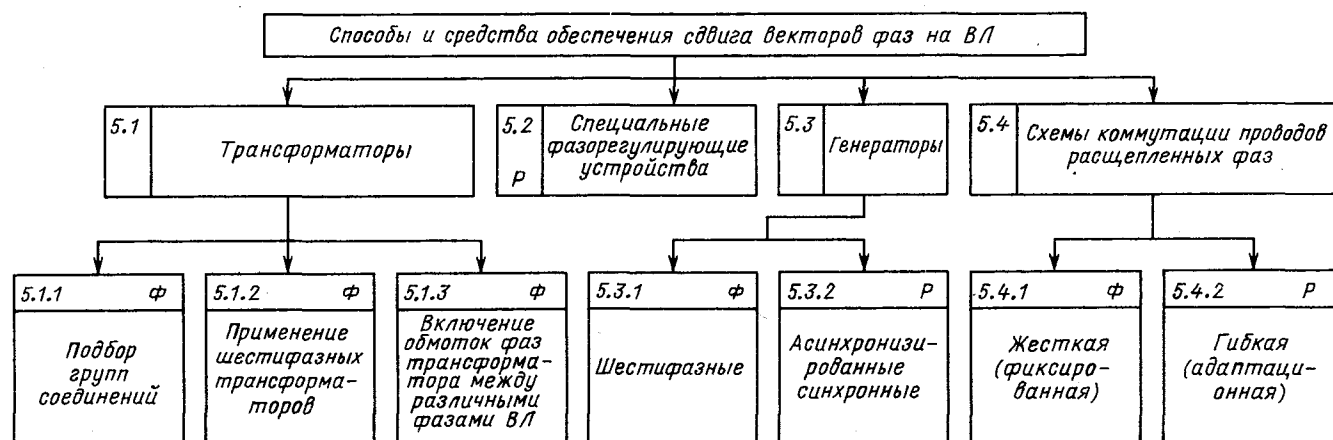 Способы и средства обеспечения сдвига векторов фаз на ВЛ
5.1
Трансформаторы
5.2
Р
Специальные
фазорегулирующие
устройства
5.3
Генераторы
5.4
Схемы коммутации проводов
расщепленных фаз
5.1.1 Ф
Подбор
групп
соединений
5.1.2 Ф
Применение
шестифазных
трансформа-
торов
5.1.3 Ф
Включение
обмоток фаз
трансформа-
тора между
различными
фазами ВЛ
5.3.1 Ф
Шестифазные
5.3.2 Р
Асинхронизи-
рованные
синхронные
5.4.1 Ф
Жесткая
(фиксиро-
ванная)
5.4.2 Р
Гибкая
(адаптаци-
онная)